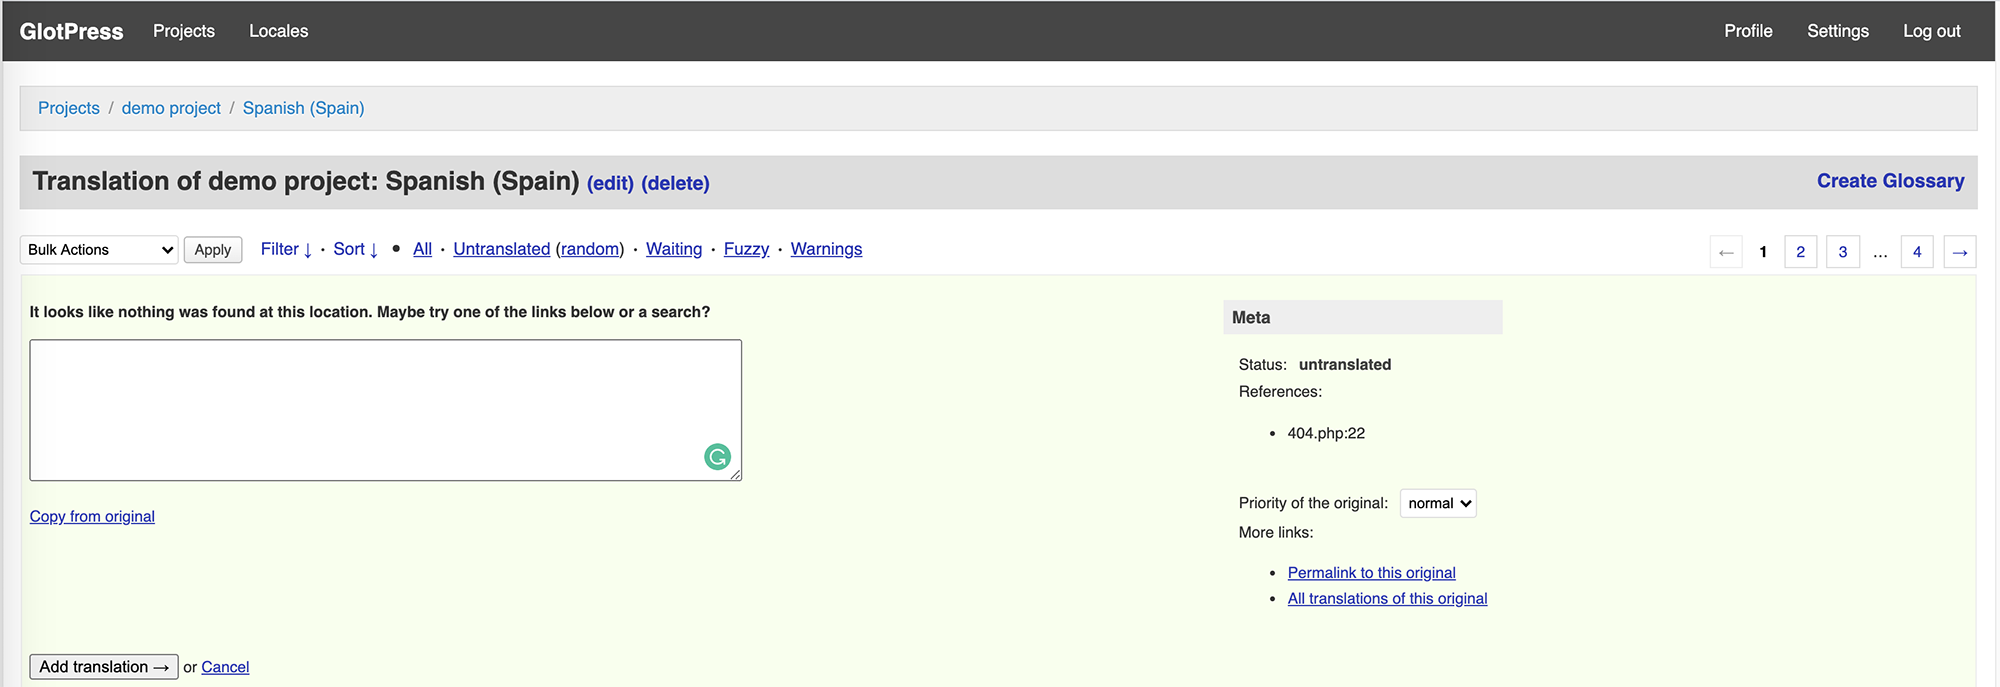 GlotPress Projects Locales Profile Settings Log out
Projects / demo project / Spanish (Spain)
Translation of demo project: Spanish (Spain) (edit) (delete) Create Glossary
Bulk Actions Apply Filter ↓ · Sort ↓ • All · Untranslated (random) · Waiting · Fuzzy · Warnings ← 1 2 3 ... 4 →
It looks like nothing was found at this location. Maybe try one of the links below or a search?
Copy from original
Add translation → or Cancel
Meta
Status: untranslated
References:
• 404.php:22
Priority of the original: normal
More links:
• Permalink to this original
• All translations of this original